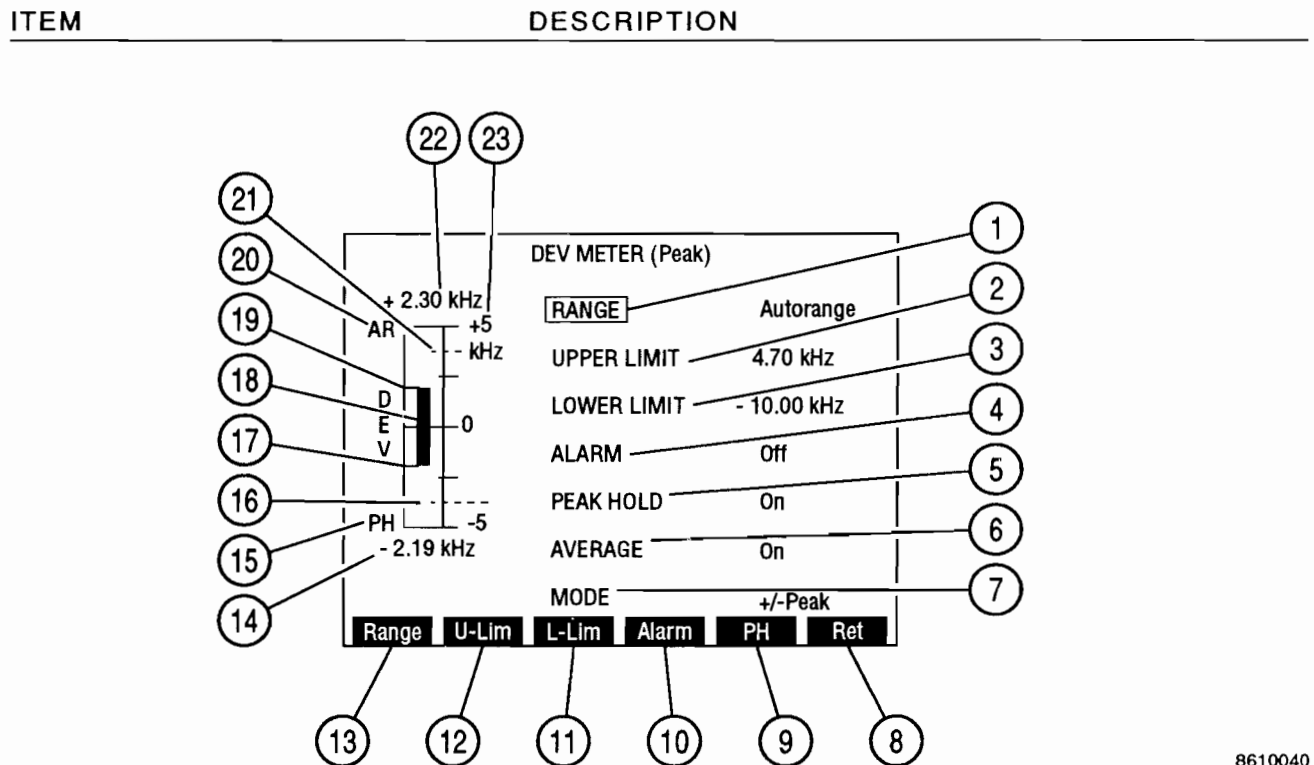 ITEM DESCRIPTION
22 23
21
1
20
DEV METER (Peak)
2
+ 2.30 kHz
RANGE Autorange
19
AR +5
3
kHz
UPPER LIMIT 4.70 kHz
18
D
LOWER LIMIT - 10.00 kHz
4
E 0
17
V
ALARM Off
5
16
PEAK HOLD On
PH -5
6
15
- 2.19 kHz
AVERAGE On
7
14
MODE +/-Peak
Range U-Lim L-Lim Alarm PH Ret
13 12 11 10 9 8
8610040